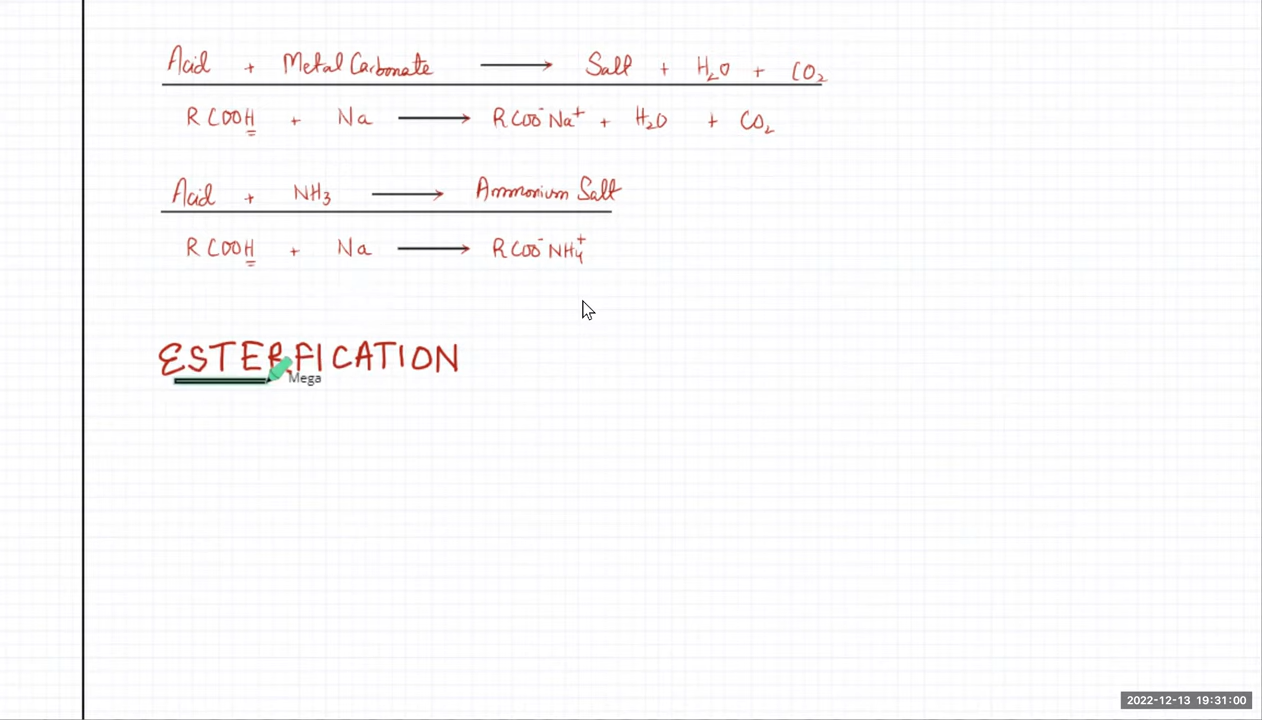 Acid + Metal Carbonate ⟶ Salt + H₂O + CO₂
RCOOH + Na ⟶ RCOO⁻Na⁺ + H₂O + CO₂
Acid + NH₃ ⟶ Ammonium Salt
RCOOH + Na ⟶ RCOO⁻NH₄⁺
ESTERFICATION
Mega
2022-12-13 19:31:00